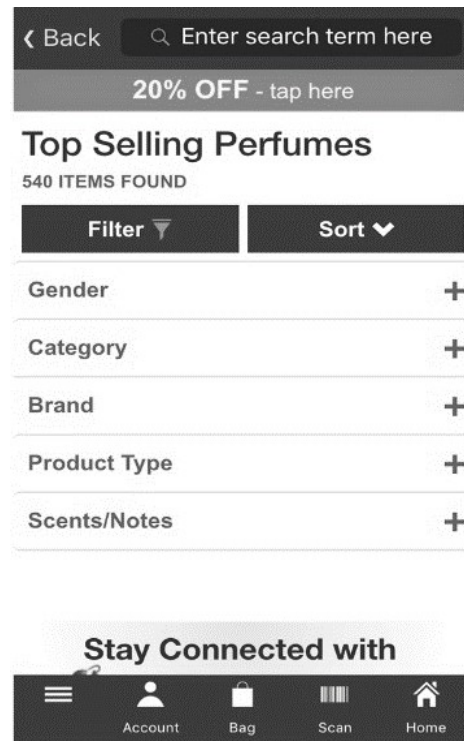 Back
Enter search term here
20% OFF - tap here
Top Selling Perfumes
540 ITEMS FOUND
Filter
Sort
Gender
Category
Brand
Product Type
Scents/Notes
Stay Connected with
Account
Bag
Scan
Home